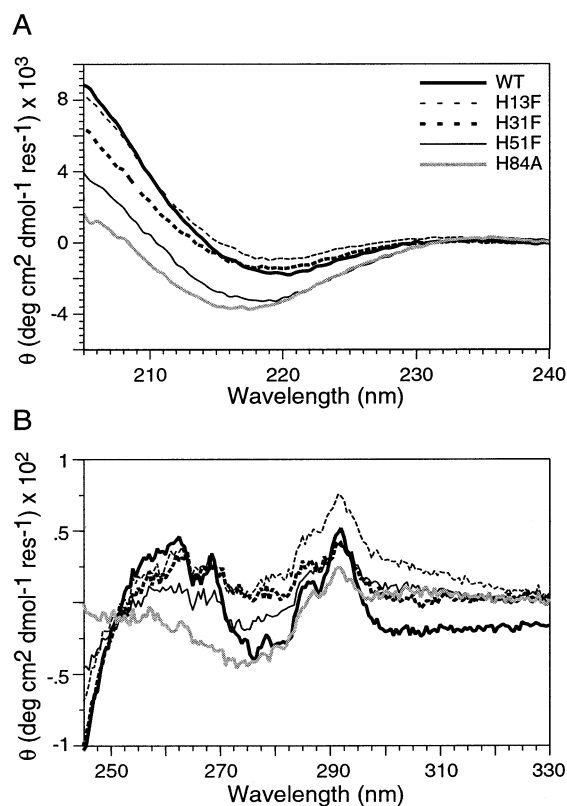 A
θ (deg cm2 dmol-1 res-1) x 10³
8
4
0
-4
WT
H13F
H31F
H51F
H84A
210 220 230 240
Wavelength (nm)
B
θ (deg cm2 dmol-1 res-1) x 10²
1
.5
-.5
-1
250 270 290 310 330
Wavelength (nm)